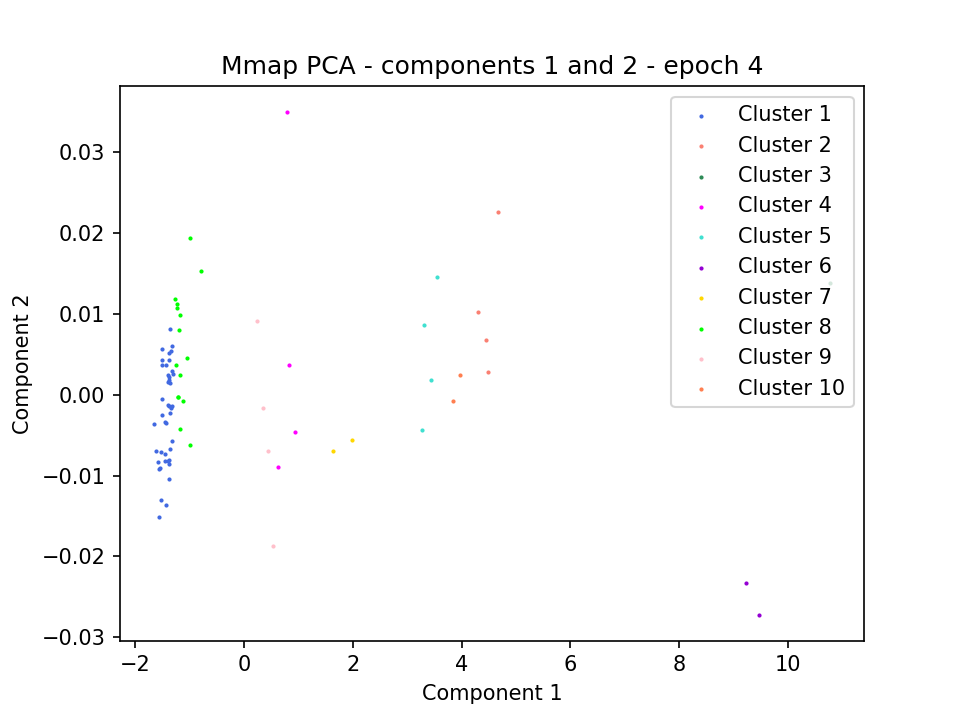 Mmap PCA - components 1 and 2 - epoch 4
Cluster 1
Cluster 2
Cluster 3
Cluster 4
Cluster 5
Cluster 6
Cluster 7
Cluster 8
Cluster 9
Cluster 10
Component 2
0.03
0.02
0.01
0.00
−0.01
−0.02
−0.03
−2
0
2
4
6
8
10
Component 1